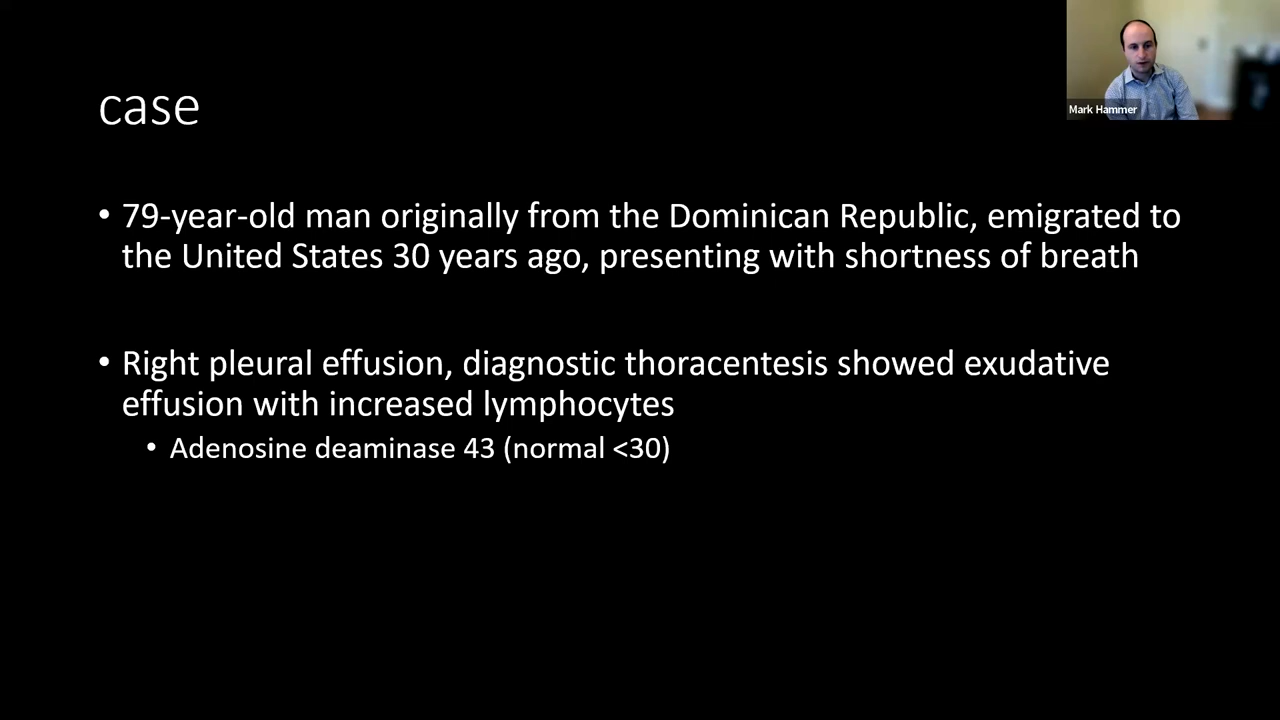 Mark Hammer
case
• 79-year-old man originally from the Dominican Republic, emigrated to
the United States 30 years ago, presenting with shortness of breath
• Right pleural effusion, diagnostic thoracentesis showed exudative
effusion with increased lymphocytes
• Adenosine deaminase 43 (normal <30)